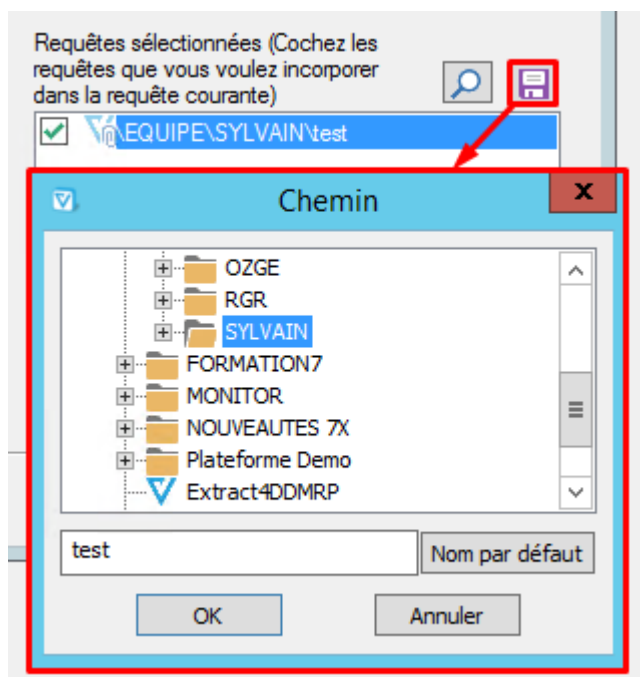 Requêtes sélectionnées (Cochez les
requêtes que vous voulez incorporer
dans la requête courante)
\EQUIPE\SYLVAIN\test
Chemin
x
OZGE
RGR
SYLVAIN
FORMATION7
MONITOR
NOUVEAUTES 7X
Plateforme Demo
Extract4DDMRP
test
Nom par défaut
OK
Annuler